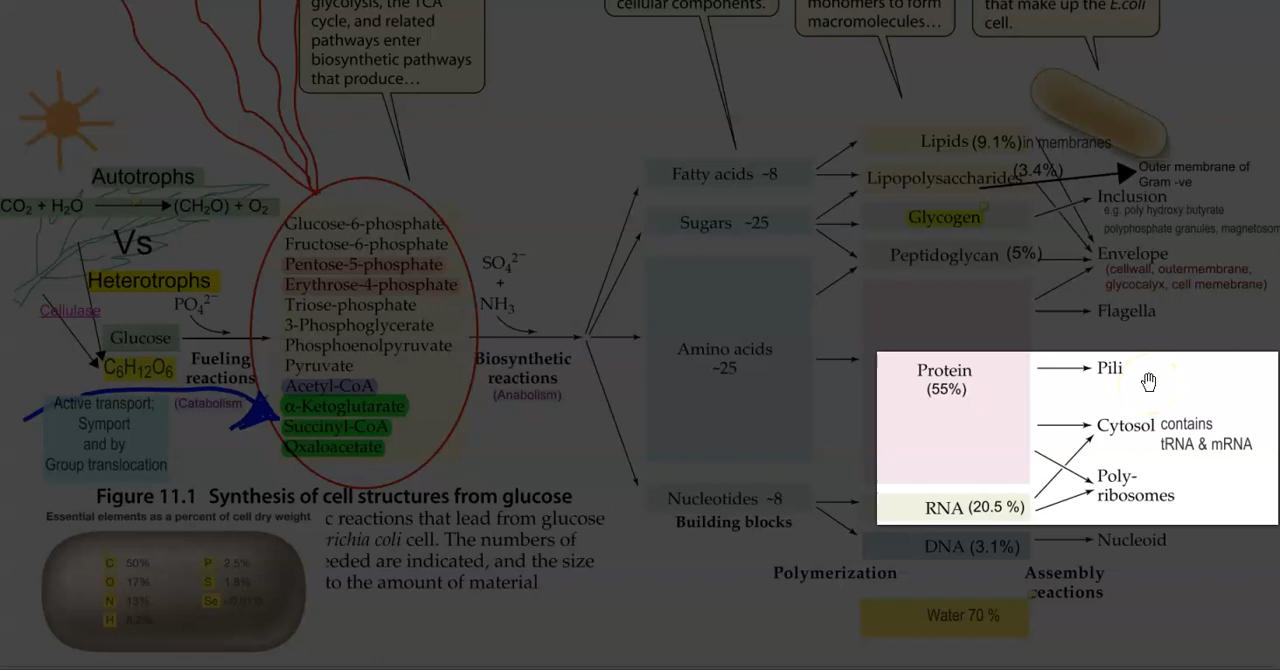 glycolysis, the TCA
cycle, and related
pathways enter
biosynthetic pathways
that produce…
cellular components.
monomers to form
macromolecules…
that make up the E.coli
cell.
Autotrophs
CO₂ + H₂O → (CH₂O) + O₂
Vs
Heterotrophs
Cellulase
PO₄²⁻
Glucose
C₆H₁₂O₆
Fueling
reactions
(Catabolism
Active transport;
Symport
and by
Group translocation
Glucose-6-phosphate
Fructose-6-phosphate
Pentose-5-phosphate
Erythrose-4-phosphate
Triose-phosphate
3-Phosphoglycerate
Phosphoenolpyruvate
Pyruvate
Acetyl-CoA
α-Ketoglutarate
Succinyl-CoA
Oxaloacetate
SO₄²⁻
+
NH₃
Biosynthetic
reactions
(Anabolism)
Fatty acids ~8
Sugars ~25
Amino acids
~25
Nucleotides ~8
Building blocks
Lipids (9.1%) in membranes
Lipopolysaccharides (3.4%)
Glycogen
Peptidoglycan (5%)
Protein
(55%)
RNA (20.5 %)
DNA (3.1%)
Polymerization
Water 70 %
Outer membrane of
Gram -ve
Inclusion
e.g. poly hydroxy butyrate
polyphosphate granules, magnetosom
Envelope
(cellwall, outermembrane,
glycocalyx, cell memebrane)
Flagella
Pili
Cytosol contains
tRNA & mRNA
Poly-
ribosomes
Nucleoid
Assembly
reactions
Figure 11.1 Synthesis of cell structures from glucose
Essential elements as a percent of cell dry weight
c reactions that lead from glucose
richia coli cell. The numbers of
eded are indicated, and the size
to the amount of material
C 50% P 2.5%
O 17% S 1.8%
N 13% Se
H 8.2%